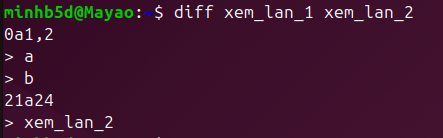 minhb5d@Mayao:~$ diff xem_lan_1 xem_lan_2
0a1,2
> a
> b
21a24
> xem_lan_2